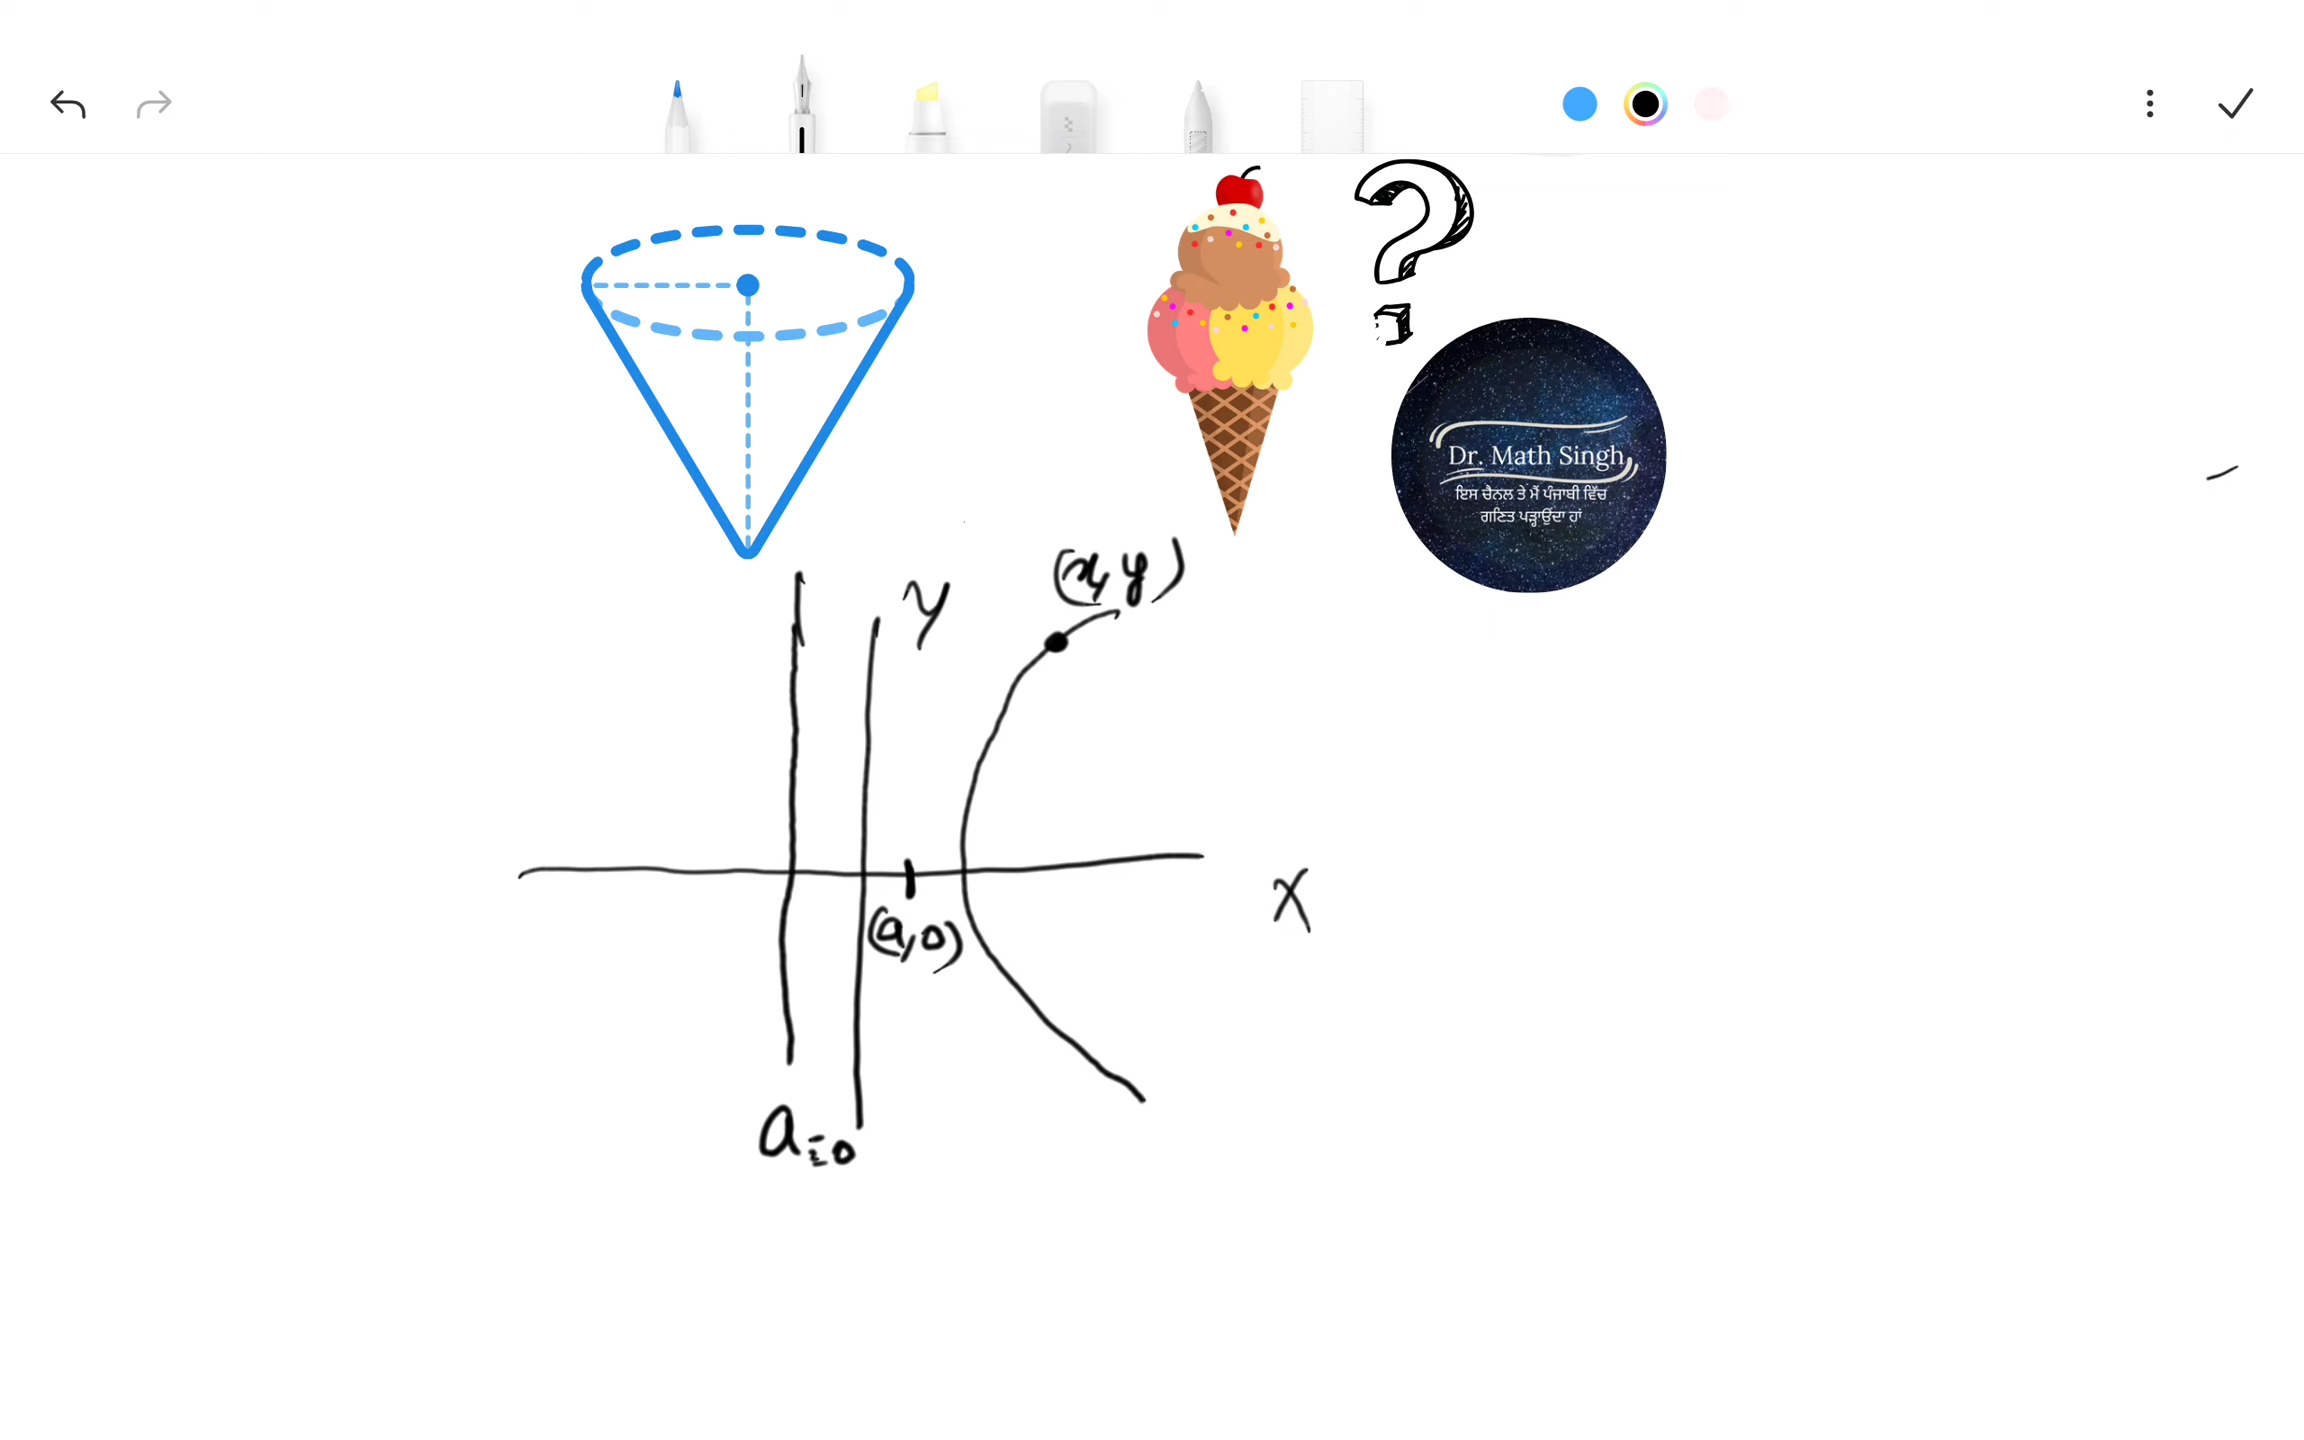 Dr. Math Singh
ਇਸ ਚੈਨਲ ਤੇ ਮੈਂ ਪੰਜਾਬੀ ਵਿੱਚ
ਗਣਿਤ ਪੜ੍ਹਾਉਂਦਾ ਹਾਂ
(x,y)
y
X
(a,0)
a=0